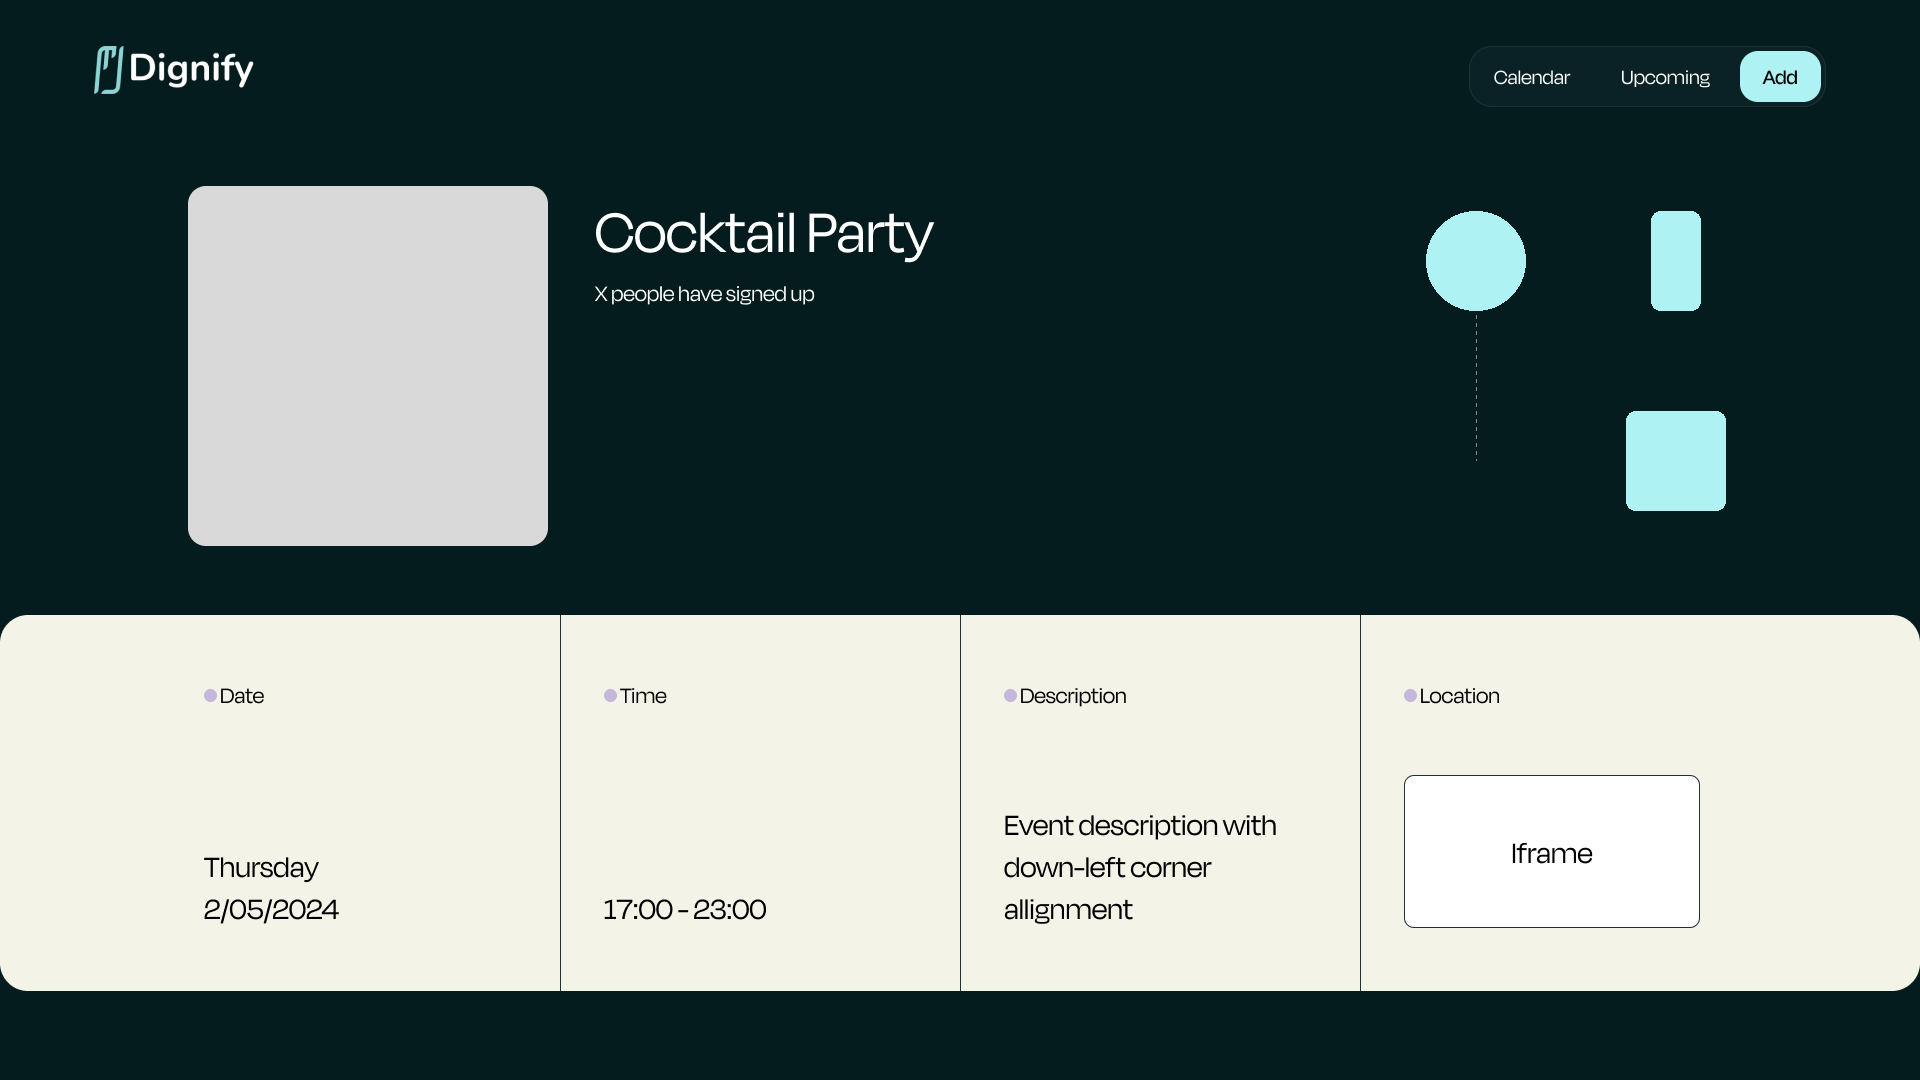 Dignify
Calendar
Upcoming
Add
Cocktail Party
X people have signed up
Date
Thursday
2/05/2024
Time
17:00 - 23:00
Description
Event description with
down-left corner
allignment
Location
Iframe